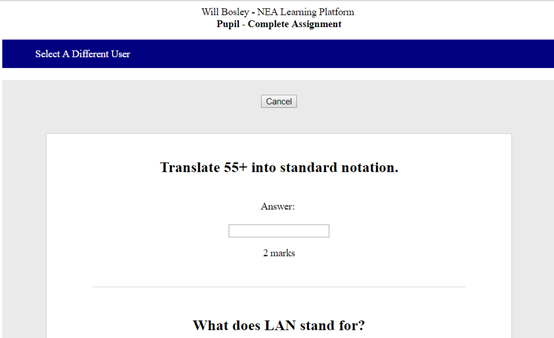 Will Bosley - NEA Learning Platform
Pupil - Complete Assignment
Select A Different User
Cancel
Translate 55+ into standard notation.
Answer:
2 marks
What does LAN stand for?